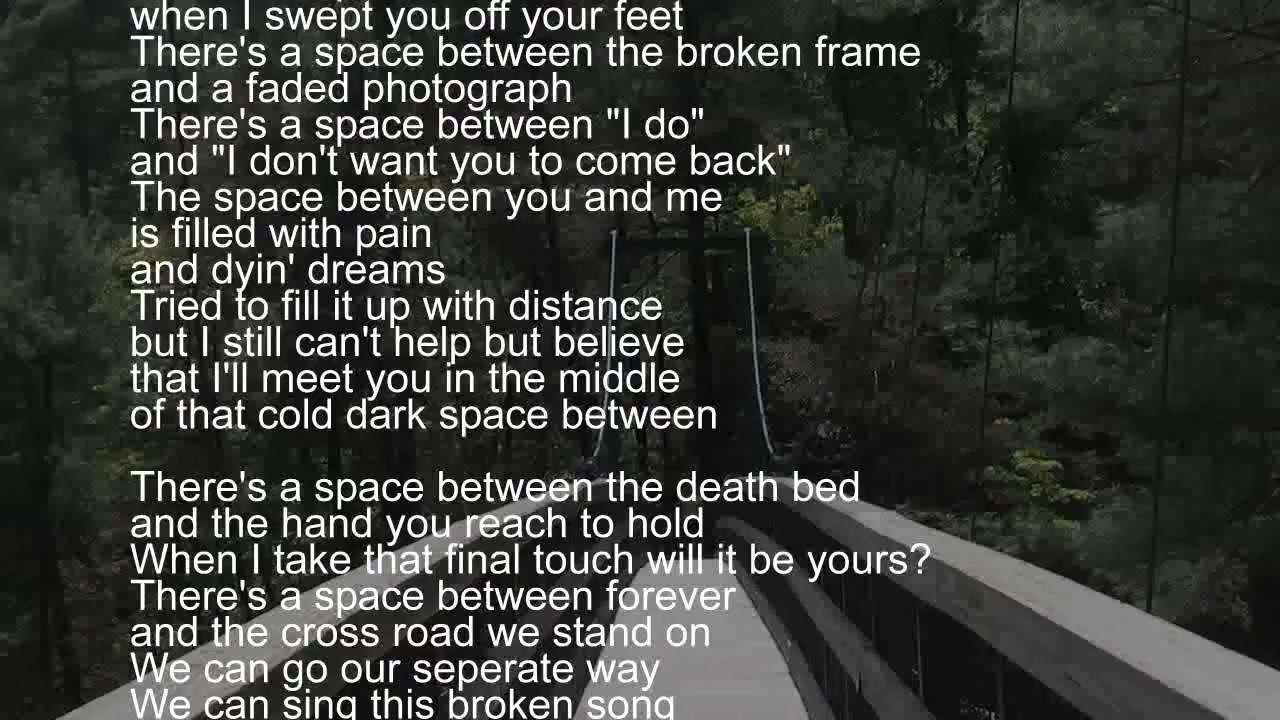 when I swept you off your feet
There's a space between the broken frame
and a faded photograph
There's a space between "I do"
and "I don't want you to come back"
The space between you and me
is filled with pain
and dyin' dreams
Tried to fill it up with distance
but I still can't help but believe
that I'll meet you in the middle
of that cold dark space between
There's a space between the death bed
and the hand you reach to hold
When I take that final touch will it be yours?
There's a space between forever
and the cross road we stand on
We can go our seperate way
We can sing this broken song